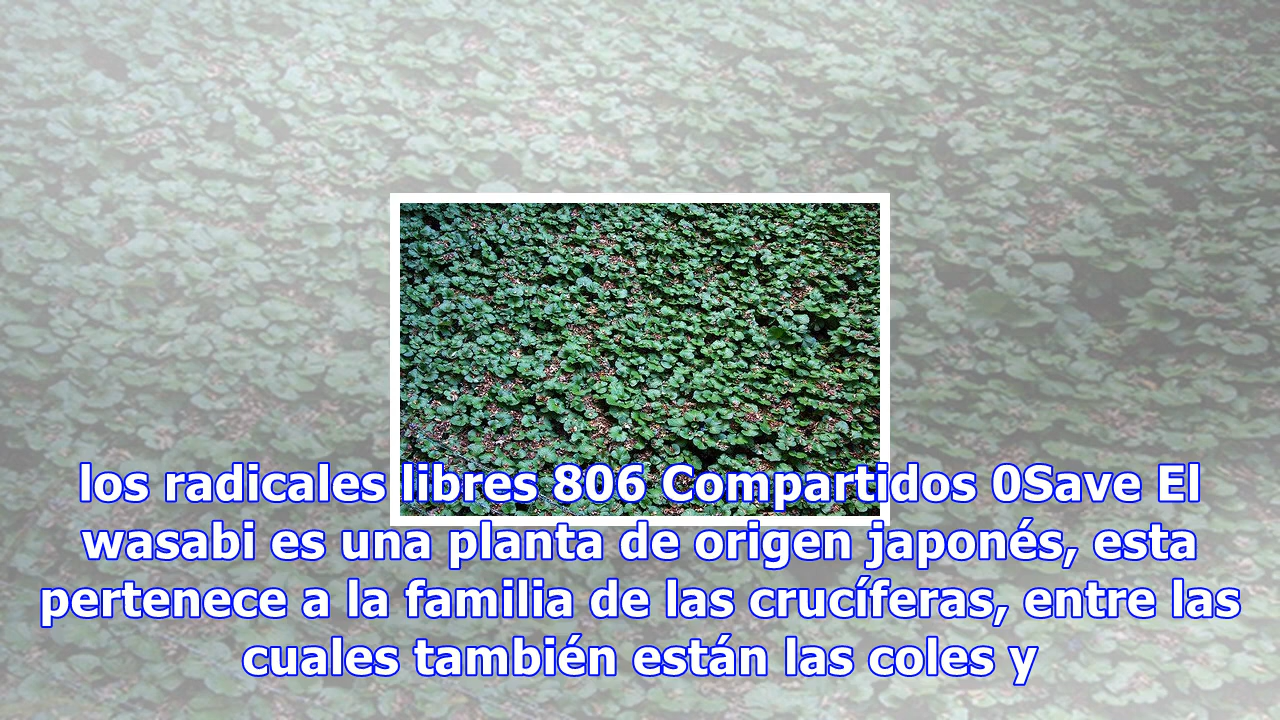 los radicales libres 806 Compartidos 0Save El
wasabi es una planta de origen japonés, esta
pertenece a la familia de las crucíferas, entre las
cuales también están las coles y